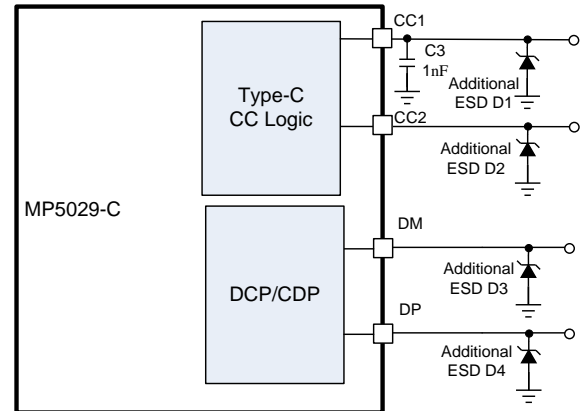 CC1
C3
1nF
Additional
ESD D1
Type-C
CC Logic
CC2
Additional
ESD D2
MP5029-C
DM
Additional
ESD D3
DCP/CDP
DP
Additional
ESD D4